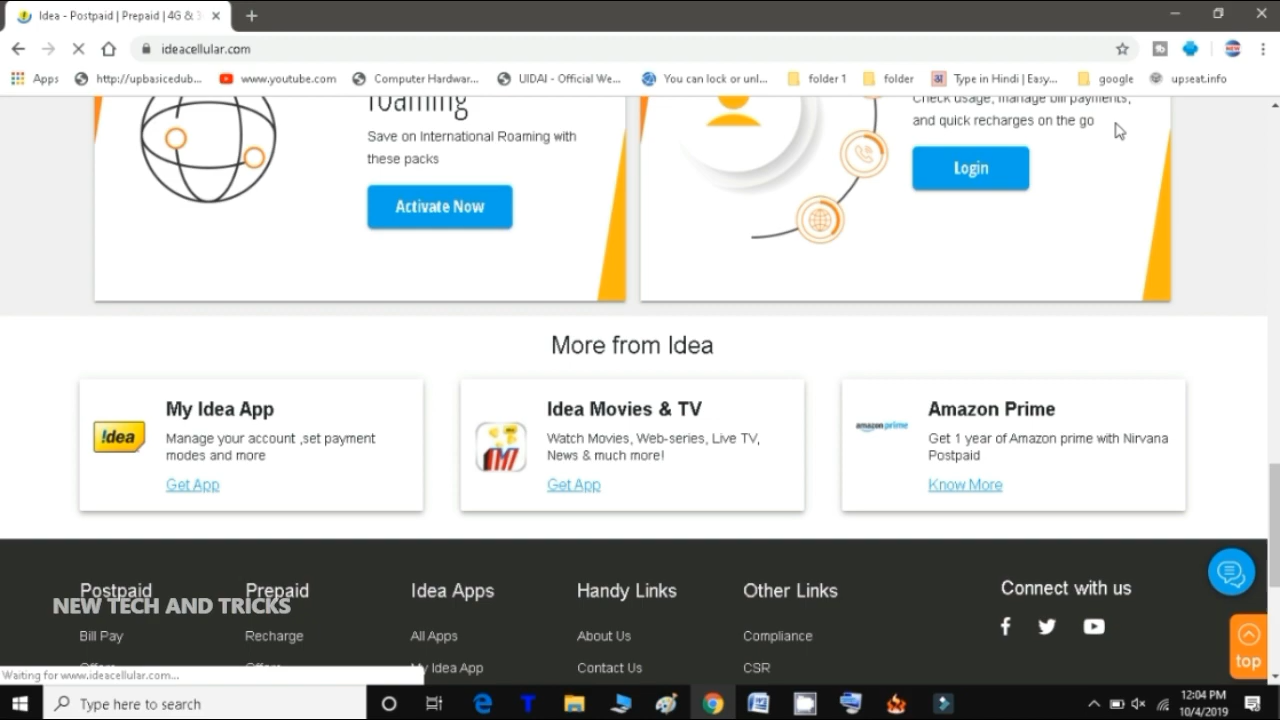 Idea - Postpaid | Prepaid | 4G &
ideacellular.com
Apps
http://upbasicedub...
www.youtube.com
Computer Hardwar...
UIDAI - Official We...
You can lock or unl...
folder 1
folder
Type in Hindi | Easy...
google
upseat.info
roaming
Save on International Roaming with
these packs
Activate Now
Check usage, manage bill payments,
and quick recharges on the go
Login
More from Idea
!dea
My Idea App
Manage your account ,set payment
modes and more
Get App
Idea Movies & TV
Watch Movies, Web-series, Live TV,
News & much more!
Get App
amazon prime
Amazon Prime
Get 1 year of Amazon prime with Nirvana
Postpaid
Know More
Postpaid
Prepaid
Idea Apps
Handy Links
Other Links
Connect with us
NEW TECH AND TRICKS
Bill Pay
Recharge
All Apps
About Us
Compliance
Offers
Offers
My Idea App
Contact Us
CSR
top
Waiting for www.ideacellular.com...
Type here to search
12:04 PM
10/4/2019